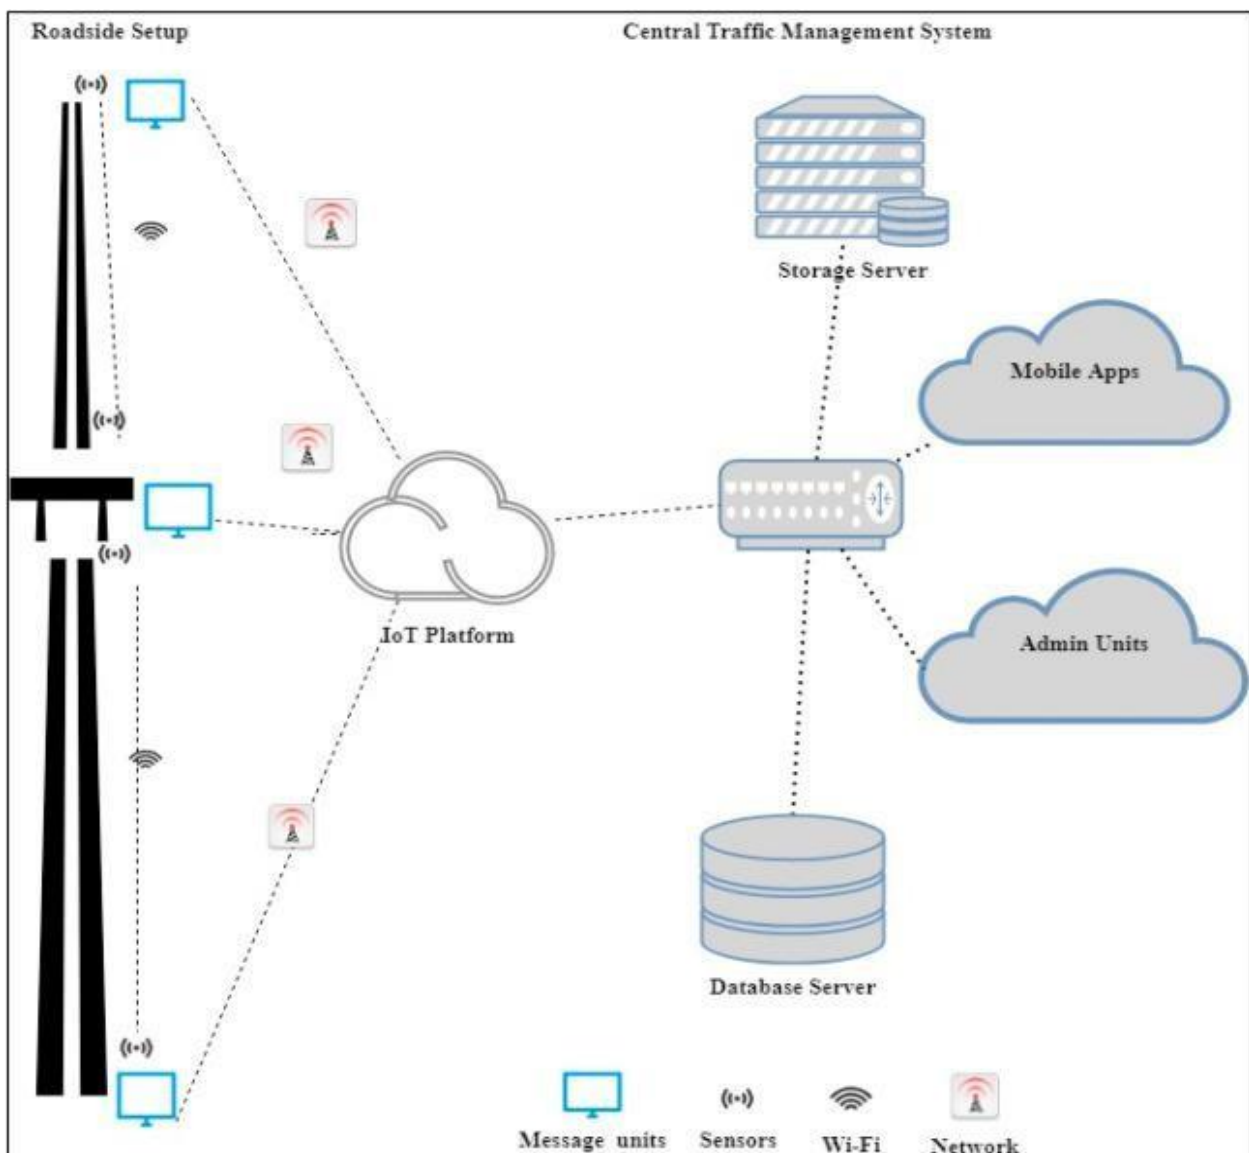 Roadside Setup
Central Traffic Management System
Storage Server
Mobile Apps
.IoT Platform
Admin Units
Database Server
Message units
Sensors
Wi-Fi
Network